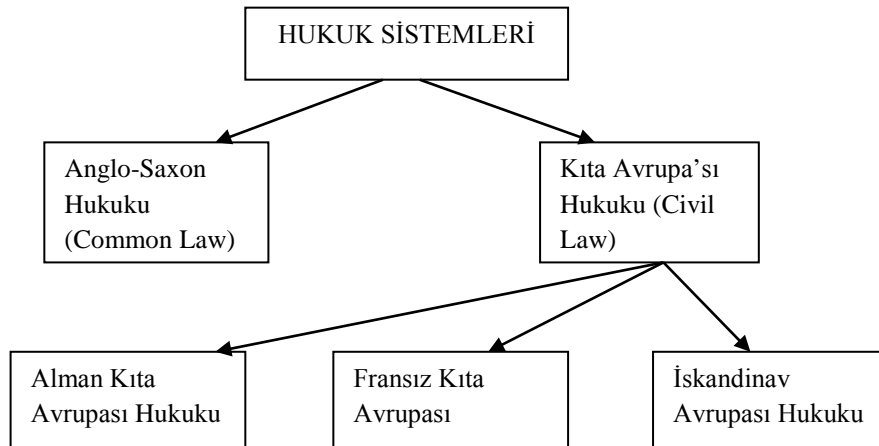 HUKUK SİSTEMLERİ
Anglo-Saxon
Hukuku
(Common Law)
Kıta Avrupa’sı
Hukuku (Civil
Law)
Alman Kıta
Avrupası Hukuku
Fransız Kıta
Avrupası
İskandinav
Avrupası Hukuku